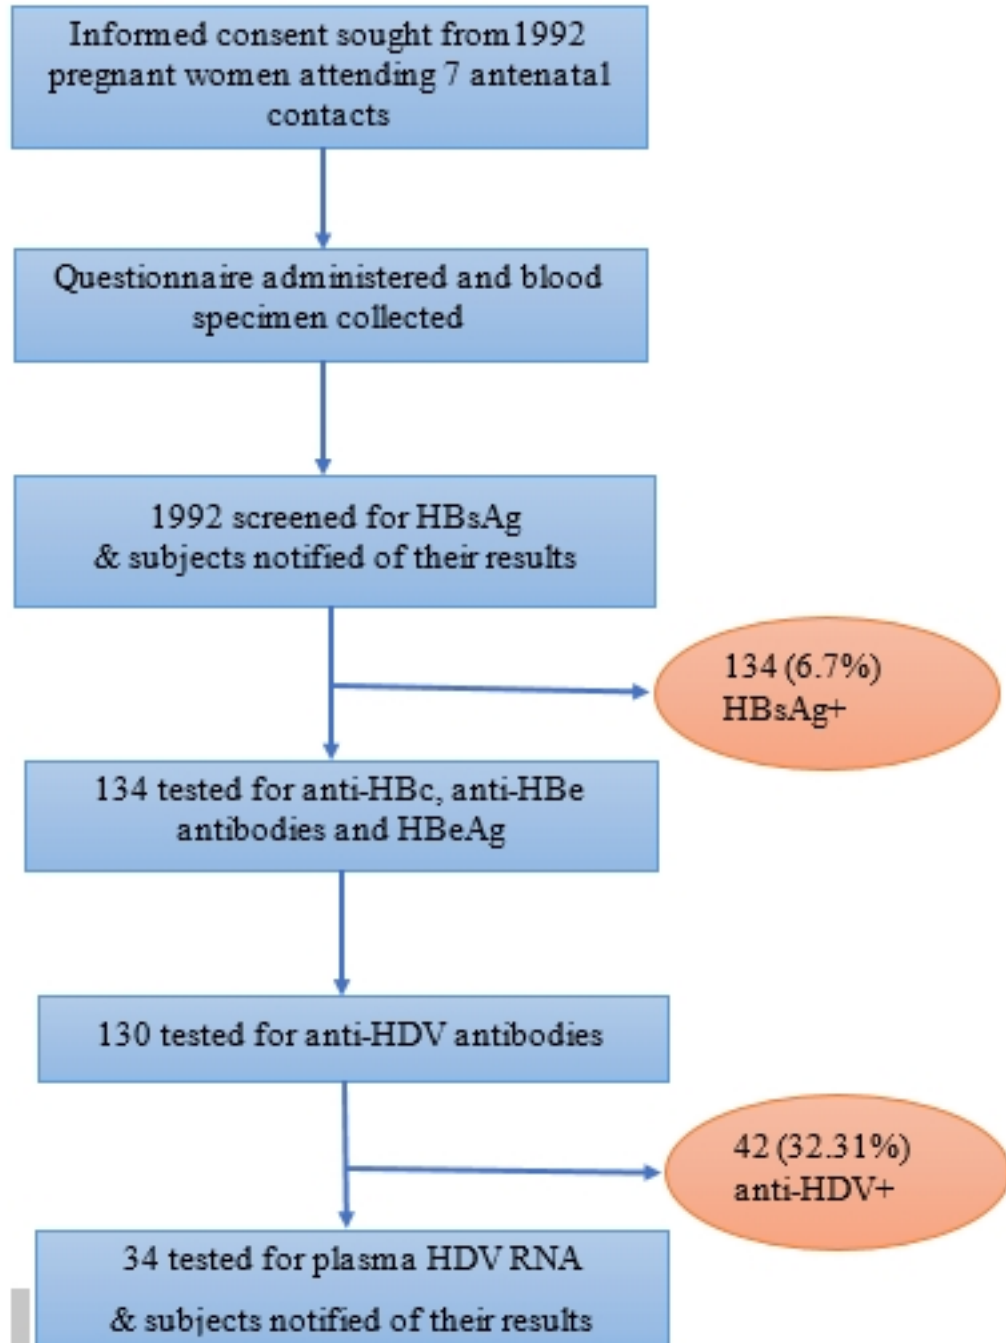 Informed consent sought from 1992
pregnant women attending 7 antenatal
contacts
Questionnaire administered and blood
specimen collected
1992 screened for HBsAg
& subjects notified of their results
134 (6.7%)
HBsAg+
134 tested for anti-HBc, anti-HBe
antibodies and HBeAg
130 tested for anti-HDV antibodies
42 (32.31%)
anti-HDV+
34 tested for plasma HDV RNA
& subjects notified of their results